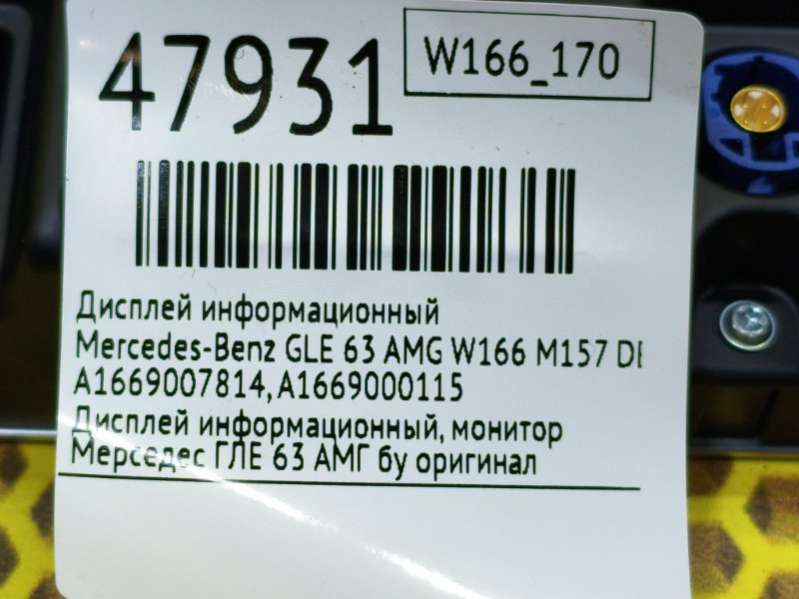 47931
W166_170
Дисплей информационный
Mercedes-Benz GLE 63 AMG W166 M157 DE
A1669007814, A1669000115
Дисплей информационный, монитор
Мерседес ГЛЕ 63 АМГ бу оригинал